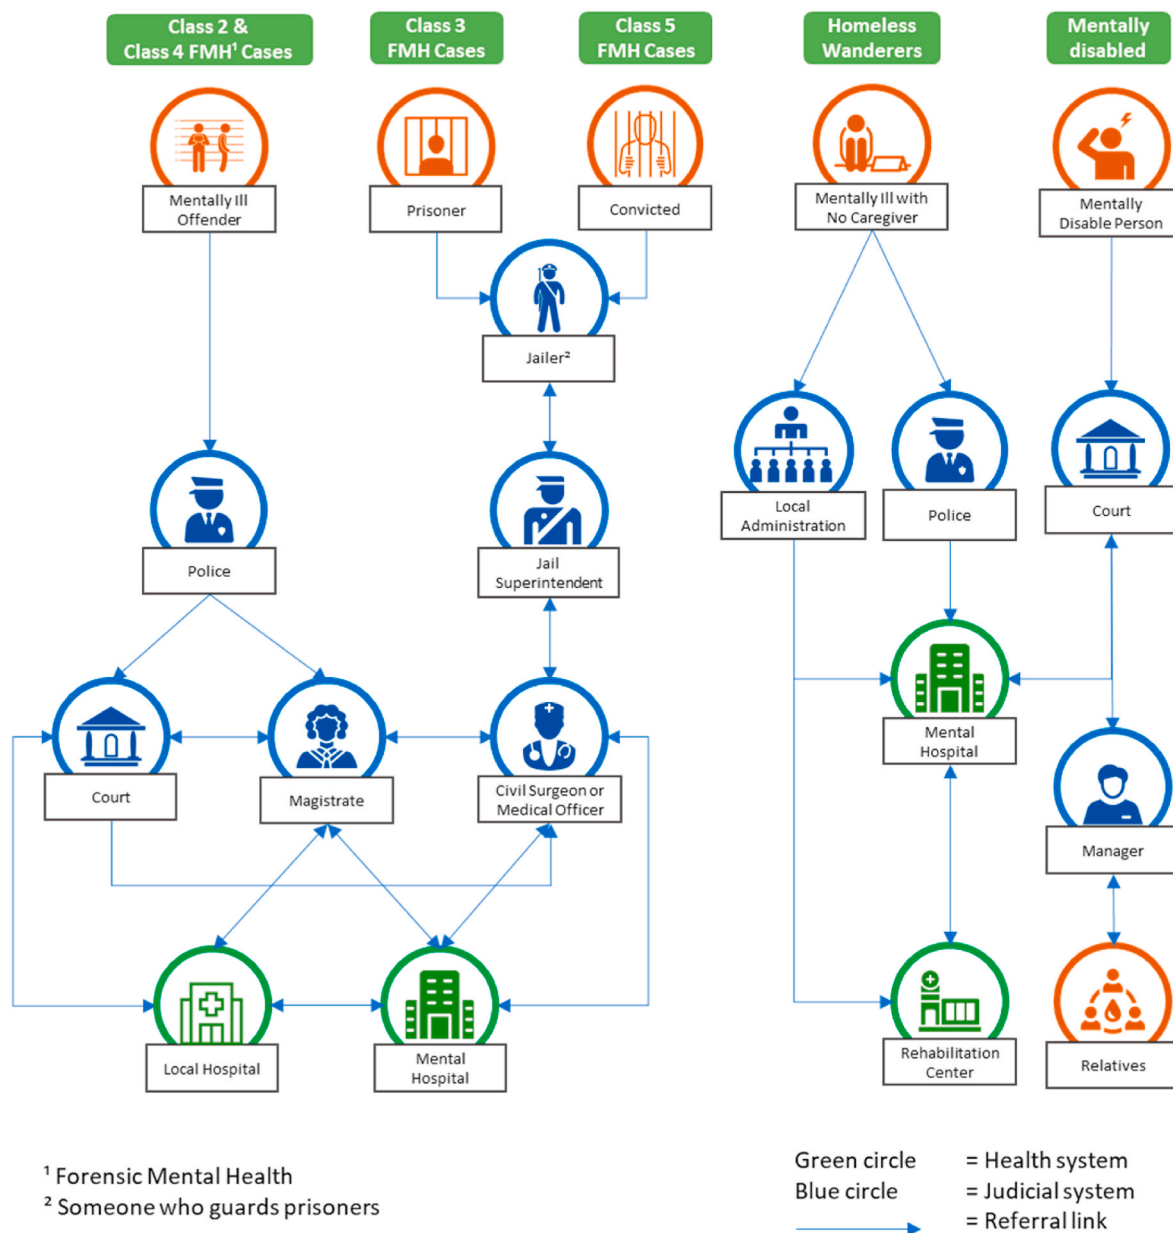 Class 2 &
Class 4 FMH¹ Cases
Class 3
FMH Cases
Class 5
FMH Cases
Homeless
Wanderers
Mentally
disabled
Mentally Ill
Offender
Prisoner
Convicted
Mentally Ill with
No Caregiver
Mentally
Disable Person
Jailer²
Local
Administration
Police
Court
Police
Jail
Superintendent
Mental
Hospital
Court
Magistrate
Civil Surgeon or
Medical Officer
Manager
Local Hospital
Mental
Hospital
Rehabilitation
Center
Relatives
¹ Forensic Mental Health
² Someone who guards prisoners
Green circle = Health system
Blue circle = Judicial system
= Referral link